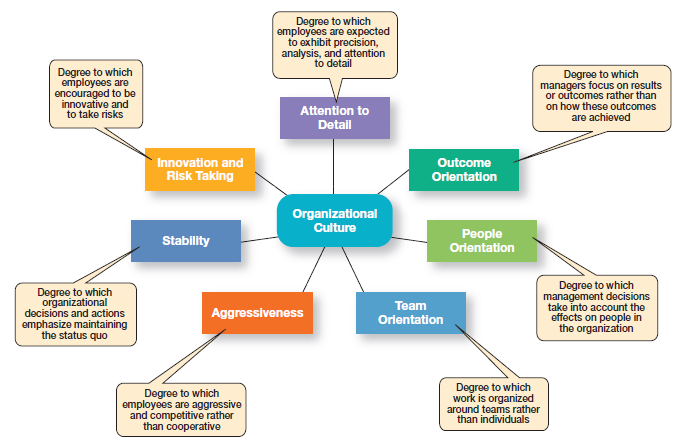 Degree to which
employees are expected
to exhibit precision,
analysis, and attention
to detail
Attention to
Detail
Degree to which
managers focus on results
or outcomes rather than
on how these outcomes
are achieved
Outcome
Orientation
People
Orientation
Degree to which
management decisions
take into account the
effects on people in
the organization
Team
Orientation
Degree to which
work is organized
around teams rather
than individuals
Aggressiveness
Degree to which
employees are aggressive
and competitive rather
than cooperative
Stability
Degree to which
organizational
decisions and actions
emphasize maintaining
the status quo
Innovation and
Risk Taking
Degree to which
employees are
encouraged to be
innovative and
to take risks
Organizational
Culture